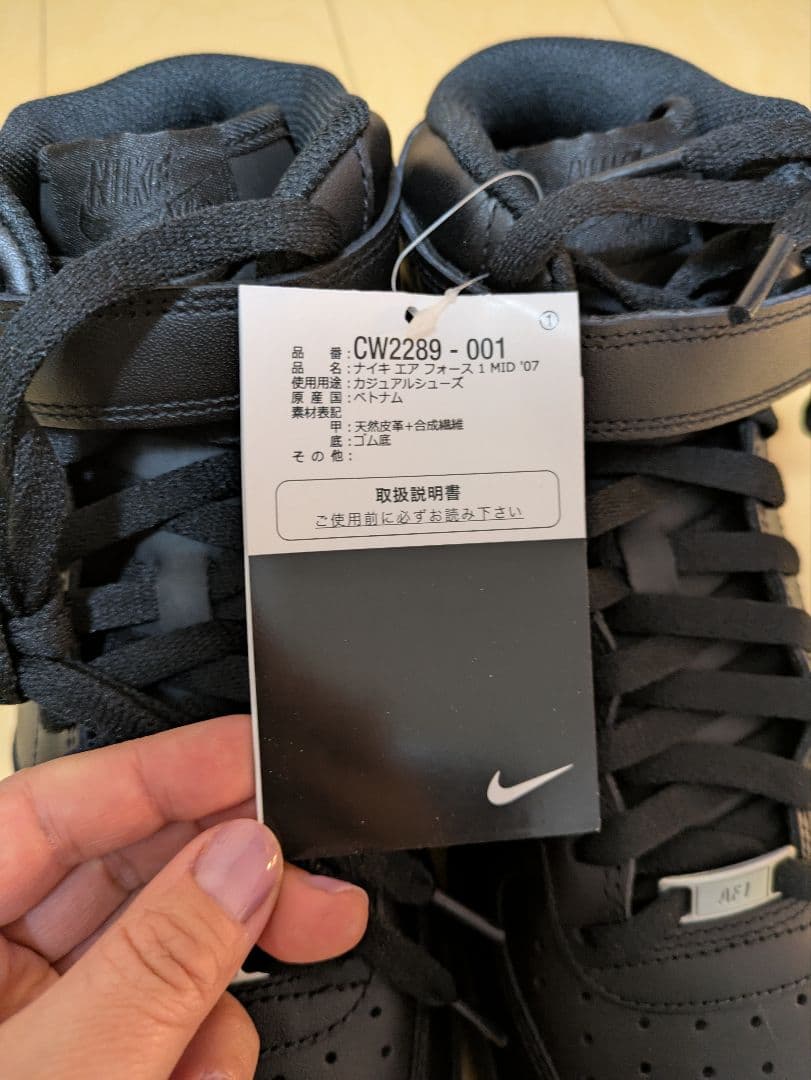 NIKE
NIKE
①
品 番:CW2289 - 001
品 名:ナイキ エア フォース 1 MID '07
使用用途:カジュアルシューズ
原 産 国:ベトナム
素材表記
甲:天然皮革+合成繊維
底:ゴム底
そ の 他:
取扱説明書
ご使用前に必ずお読み下さい
AF1